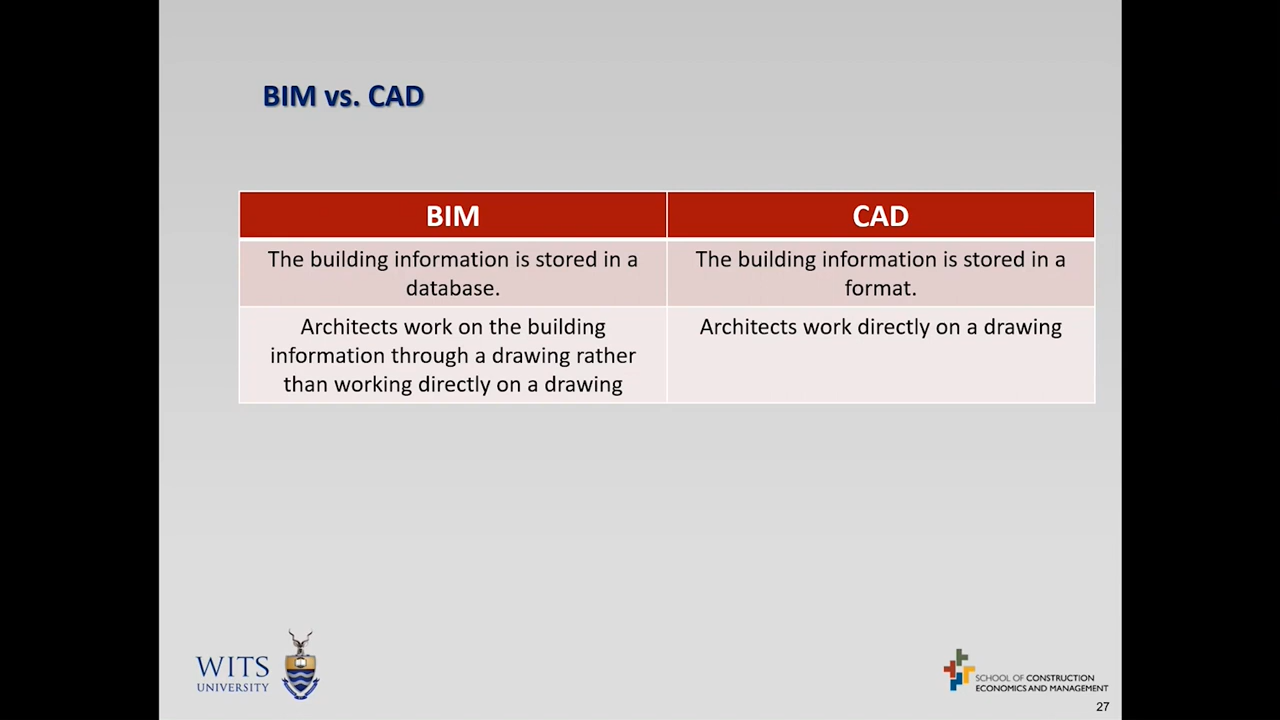 BIM vs. CAD
BIM
CAD
The building information is stored in a
database.
The building information is stored in a
format.
Architects work on the building
information through a drawing rather
than working directly on a drawing
Architects work directly on a drawing
WITS
UNIVERSITY
SCHOOL OF CONSTRUCTION
ECONOMICS AND MANAGEMENT
27